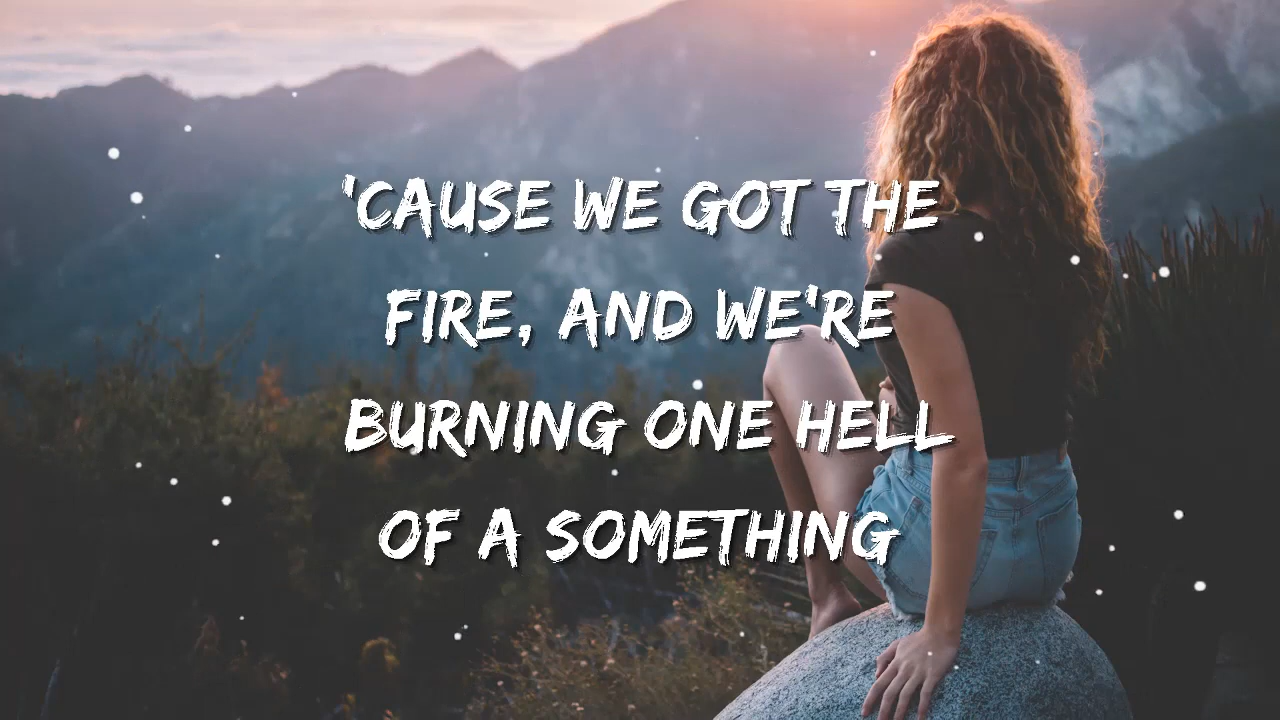 'CAUSE WE GOT THE
FIRE, AND WE'RE
BURNING ONE HELL
OF A SOMETHING